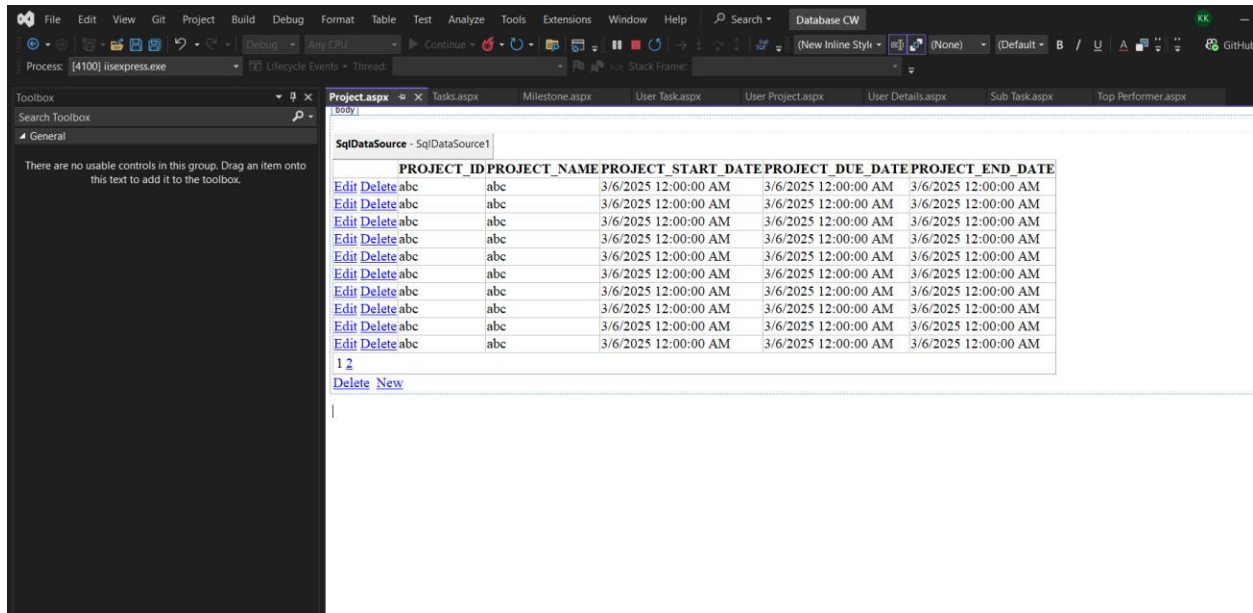 File Edit View Git Project Build Debug Format Table Test Analyze Tools Extensions Window Help Search Database CW KK
Debug Any CPU Continue (New Inline Style (None) (Default B / U A GitHub
Process: [4100] iisexpress.exe Lifecycle Events Thread: Stack Frame:
Toolbox
Search Toolbox
General
There are no usable controls in this group. Drag an item onto
this text to add it to the toolbox.
Project.aspx Tasks.aspx Milestone.aspx User Task.aspx User Project.aspx User Details.aspx Sub Task.aspx Top Performer.aspx
body
SqlDataSource - SqlDataSource1
PROJECT_ID PROJECT_NAME PROJECT_START_DATE PROJECT_DUE_DATE PROJECT_END_DATE
Edit Delete abc abc 3/6/2025 12:00:00 AM 3/6/2025 12:00:00 AM 3/6/2025 12:00:00 AM
Edit Delete abc abc 3/6/2025 12:00:00 AM 3/6/2025 12:00:00 AM 3/6/2025 12:00:00 AM
Edit Delete abc abc 3/6/2025 12:00:00 AM 3/6/2025 12:00:00 AM 3/6/2025 12:00:00 AM
Edit Delete abc abc 3/6/2025 12:00:00 AM 3/6/2025 12:00:00 AM 3/6/2025 12:00:00 AM
Edit Delete abc abc 3/6/2025 12:00:00 AM 3/6/2025 12:00:00 AM 3/6/2025 12:00:00 AM
Edit Delete abc abc 3/6/2025 12:00:00 AM 3/6/2025 12:00:00 AM 3/6/2025 12:00:00 AM
Edit Delete abc abc 3/6/2025 12:00:00 AM 3/6/2025 12:00:00 AM 3/6/2025 12:00:00 AM
Edit Delete abc abc 3/6/2025 12:00:00 AM 3/6/2025 12:00:00 AM 3/6/2025 12:00:00 AM
Edit Delete abc abc 3/6/2025 12:00:00 AM 3/6/2025 12:00:00 AM 3/6/2025 12:00:00 AM
Edit Delete abc abc 3/6/2025 12:00:00 AM 3/6/2025 12:00:00 AM 3/6/2025 12:00:00 AM
1 2
Delete New